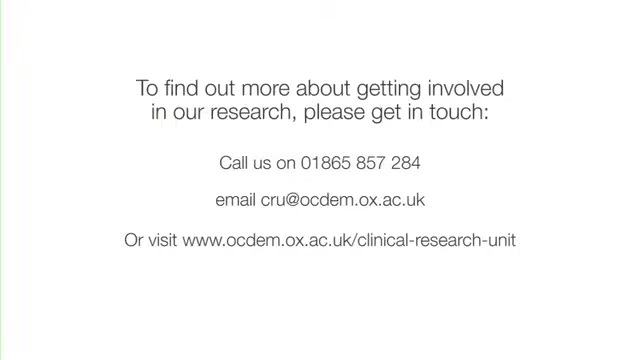 To find out more about getting involved
in our research, please get in touch:
Call us on 01865 857 284
email cru@ocdem.ox.ac.uk
Or visit www.ocdem.ox.ac.uk/clinical-research-unit